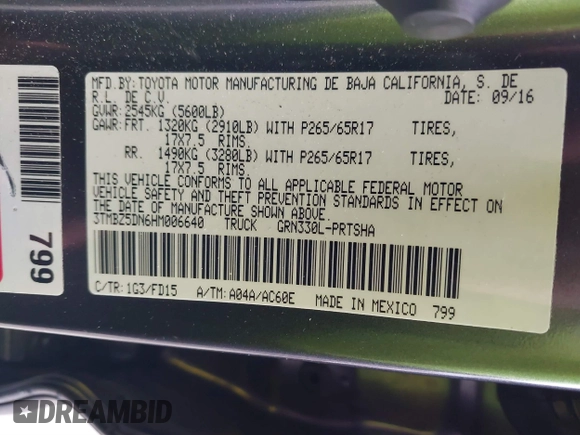 MFD.BY:TOYOTA MOTOR MANUFACTURING DE BAJA CALIFORNIA, S. DE
R.L. DE C.V. DATE: 09/16
GVWR:2545KG (5600LB)
GAWR:FRT. 1320KG (2910LB) WITH P265/65R17 TIRES,
17X7.5 RIMS.
RR. 1490KG (3280LB) WITH P265/65R17 TIRES,
17X7.5 RIMS.
THIS VEHICLE CONFORMS TO ALL APPLICABLE FEDERAL MOTOR
VEHICLE SAFETY AND THEFT PREVENTION STANDARDS IN EFFECT ON
THE DATE OF MANUFACTURE SHOWN ABOVE.
3TMBZ5DN6HM006640 TRUCK GRN330L-PRTSHA
C/TR:1G3/FD15 A/TM:A04A/AC60E MADE IN MEXICO 799
799
DREAMBID